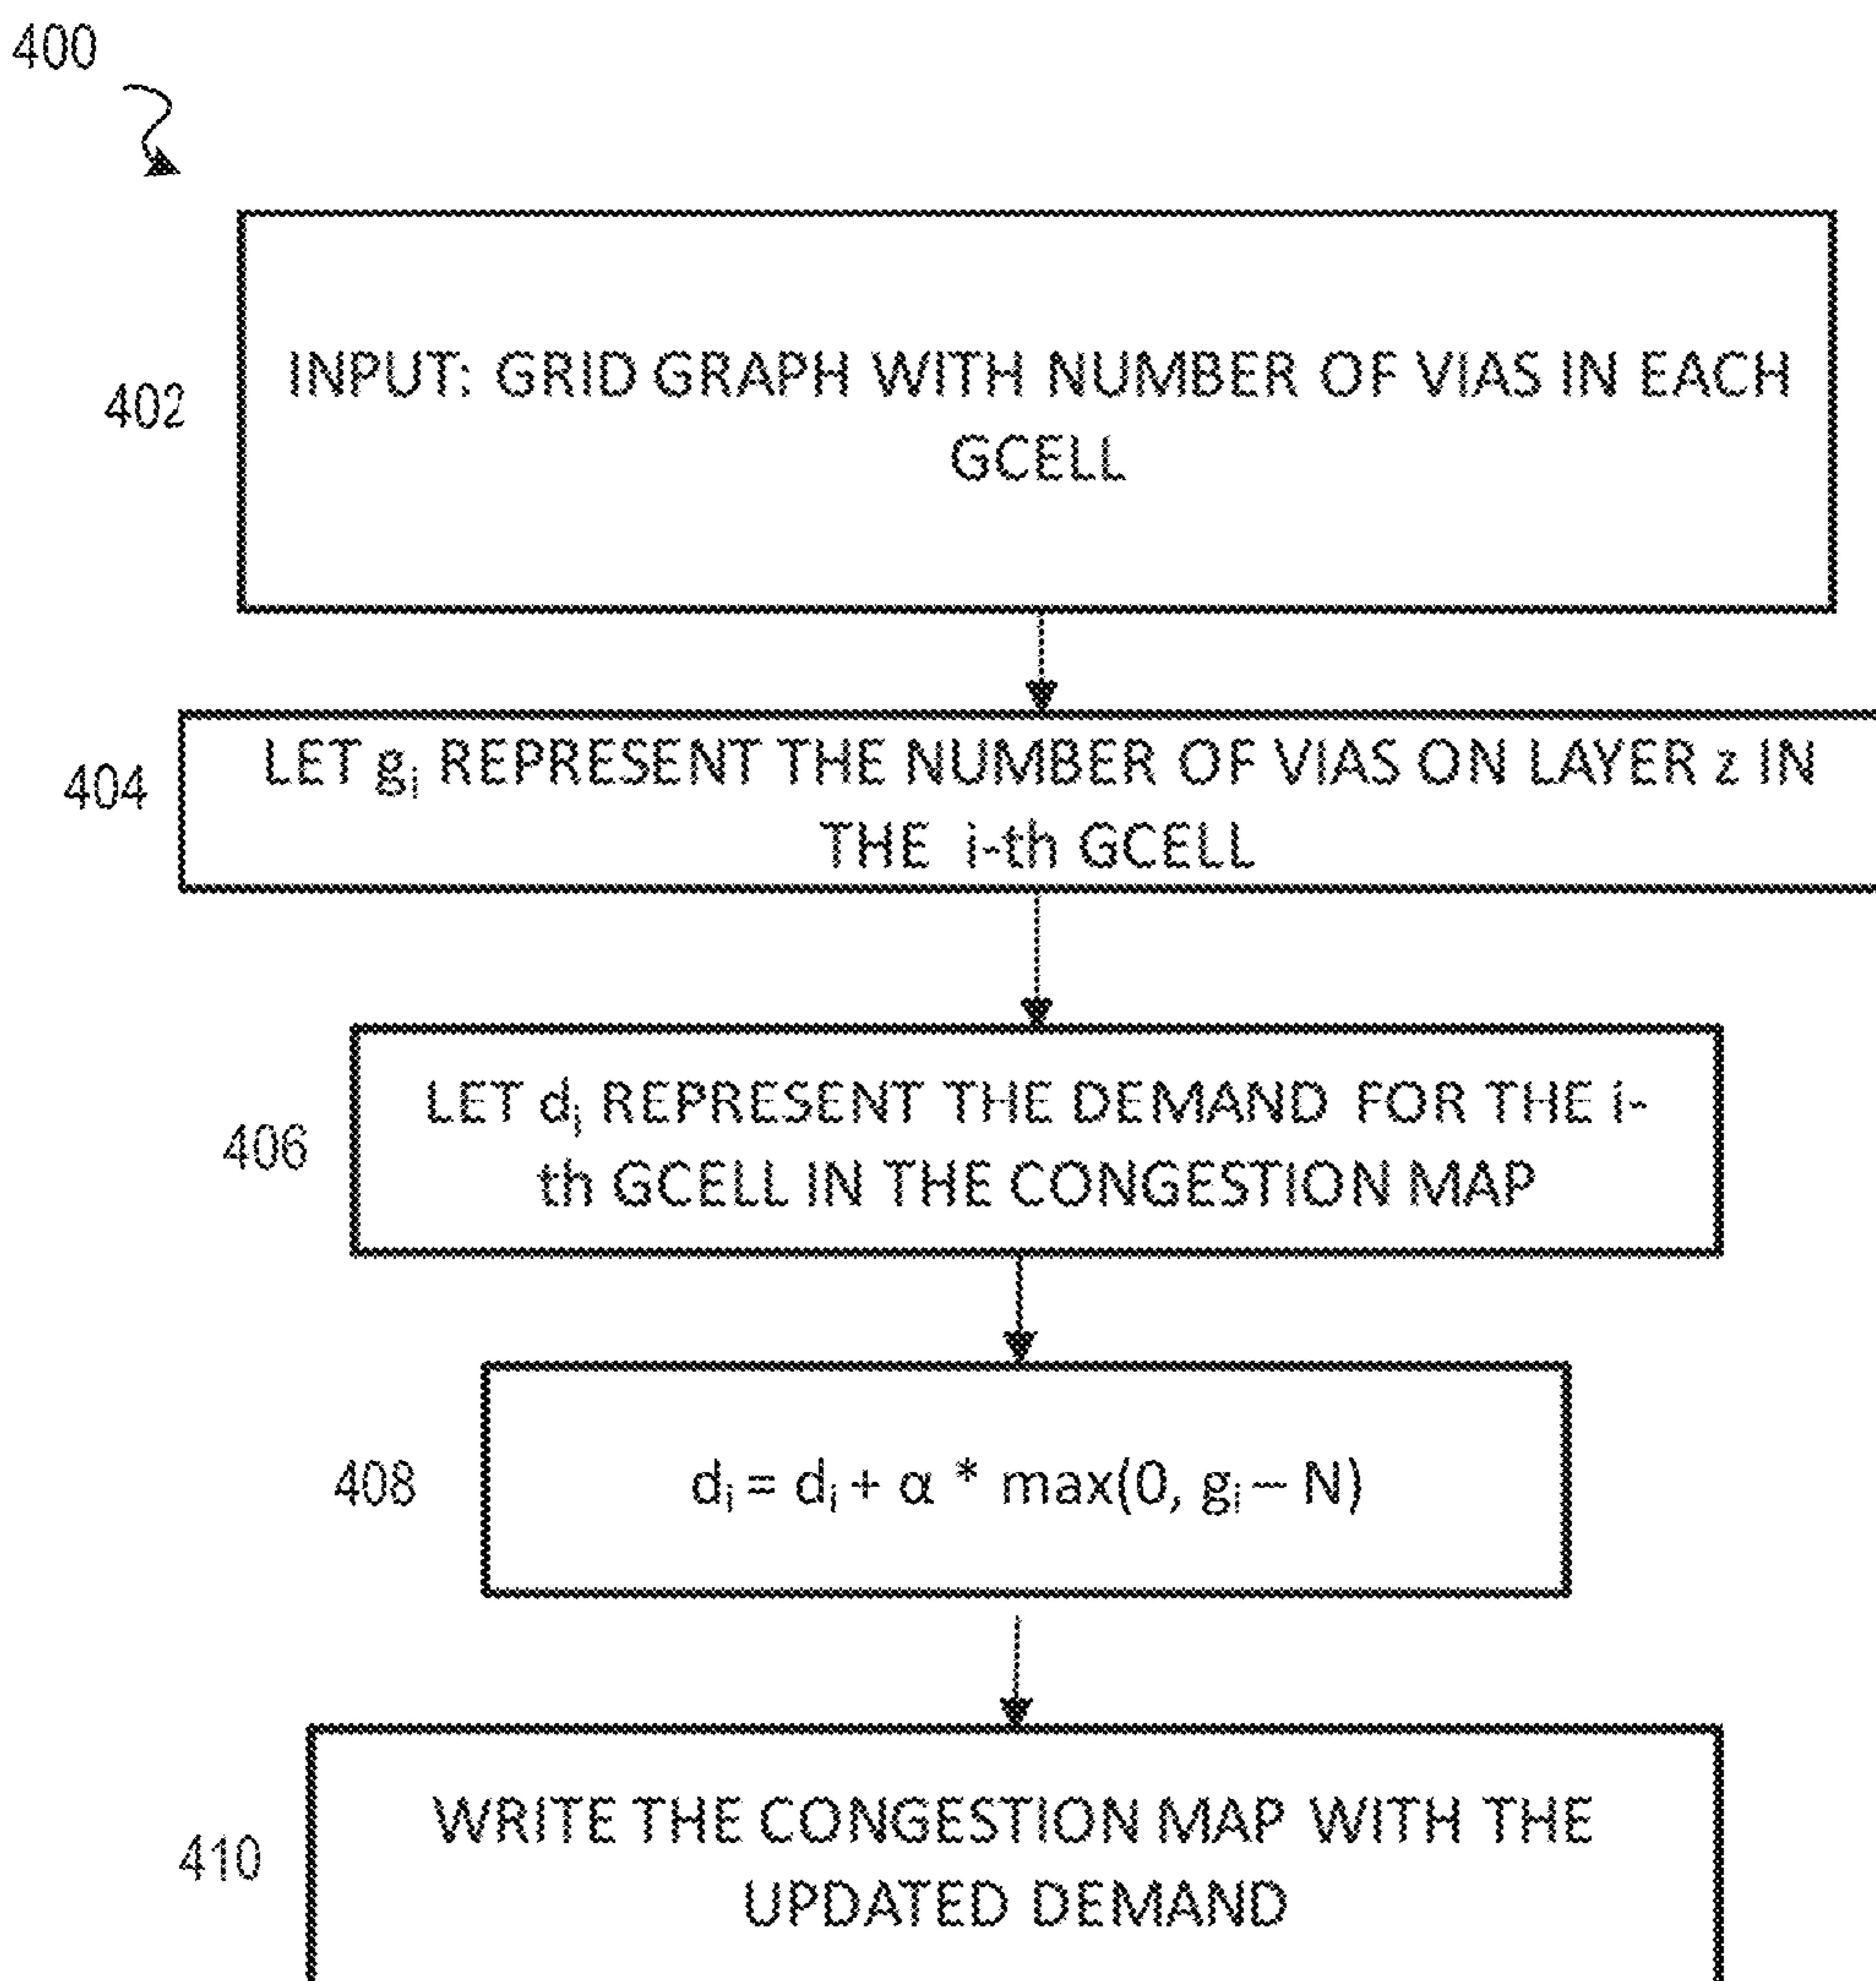 400
402
INPUT: GRID GRAPH WITH NUMBER OF VIAS IN EACH
GCELL
404
LET gᵢ REPRESENT THE NUMBER OF VIAS ON LAYER z IN
THE i-th GCELL
406
LET dᵢ REPRESENT THE DEMAND FOR THE i-
th GCELL IN THE CONGESTION MAP
408
dᵢ = dᵢ + α * max(0, gᵢ – N)
410
WRITE THE CONGESTION MAP WITH THE
UPDATED DEMAND